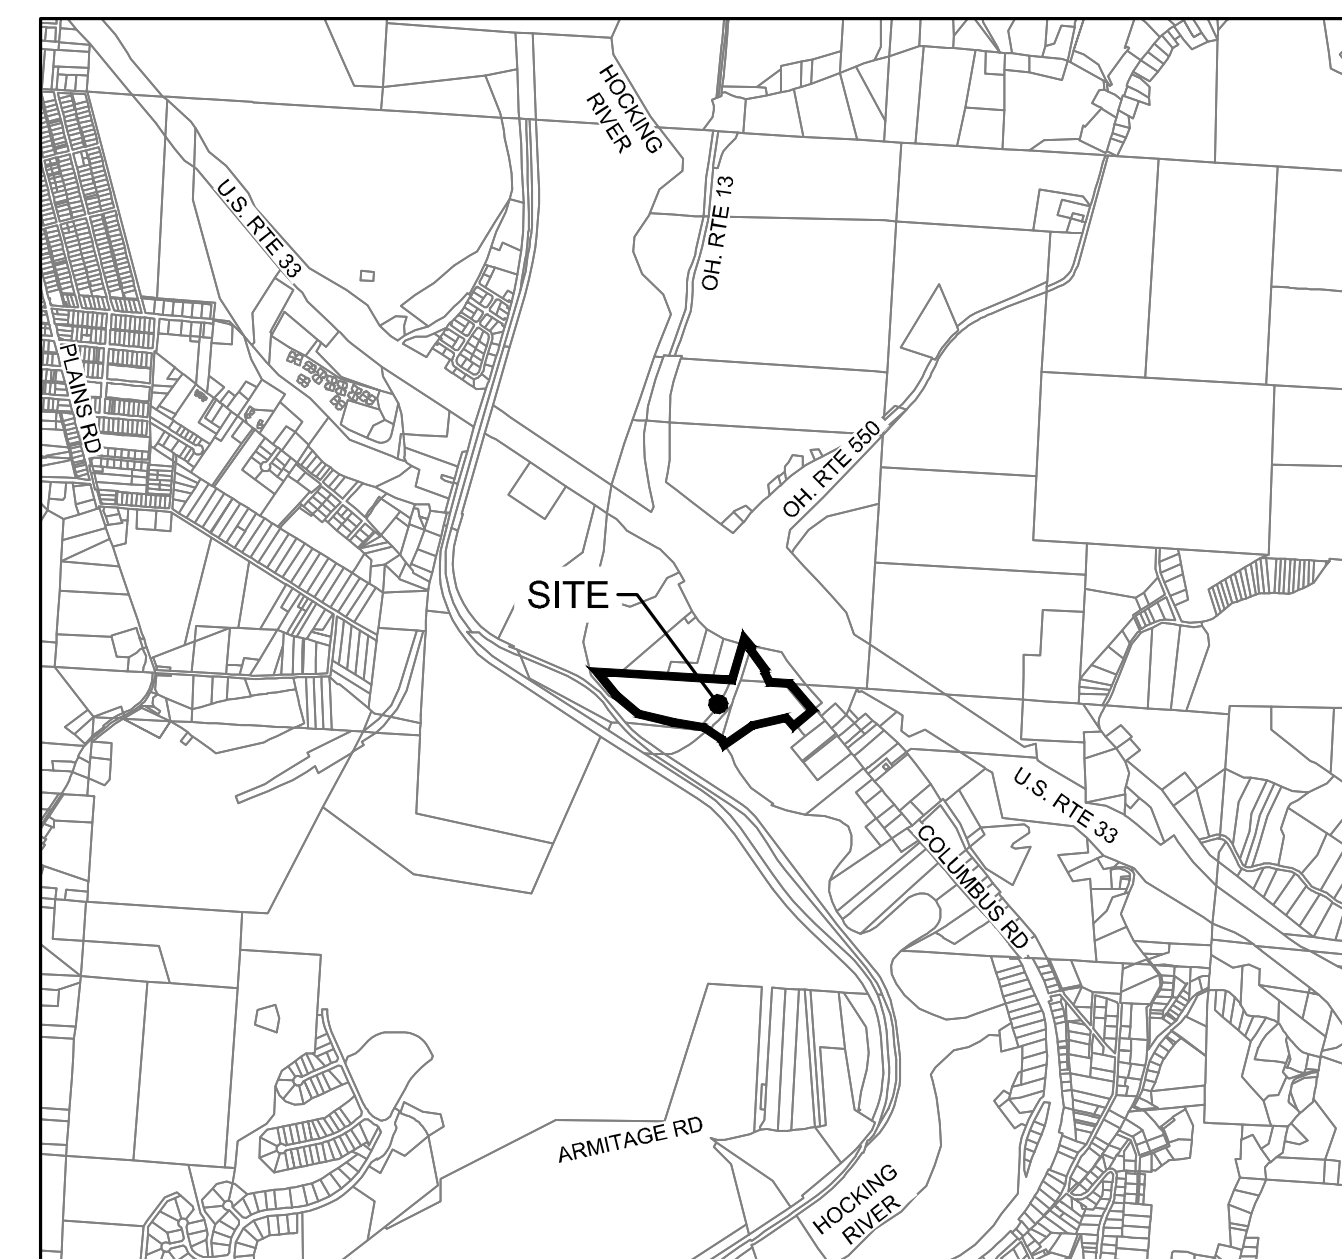 HOCKING
RIVER
U.S. RTE 33
OH. RTE 13
PLAINS RD
OH. RTE 550
SITE
U.S. RTE 33
COLUMBUS RD
ARMITAGE RD
HOCKING
RIVER